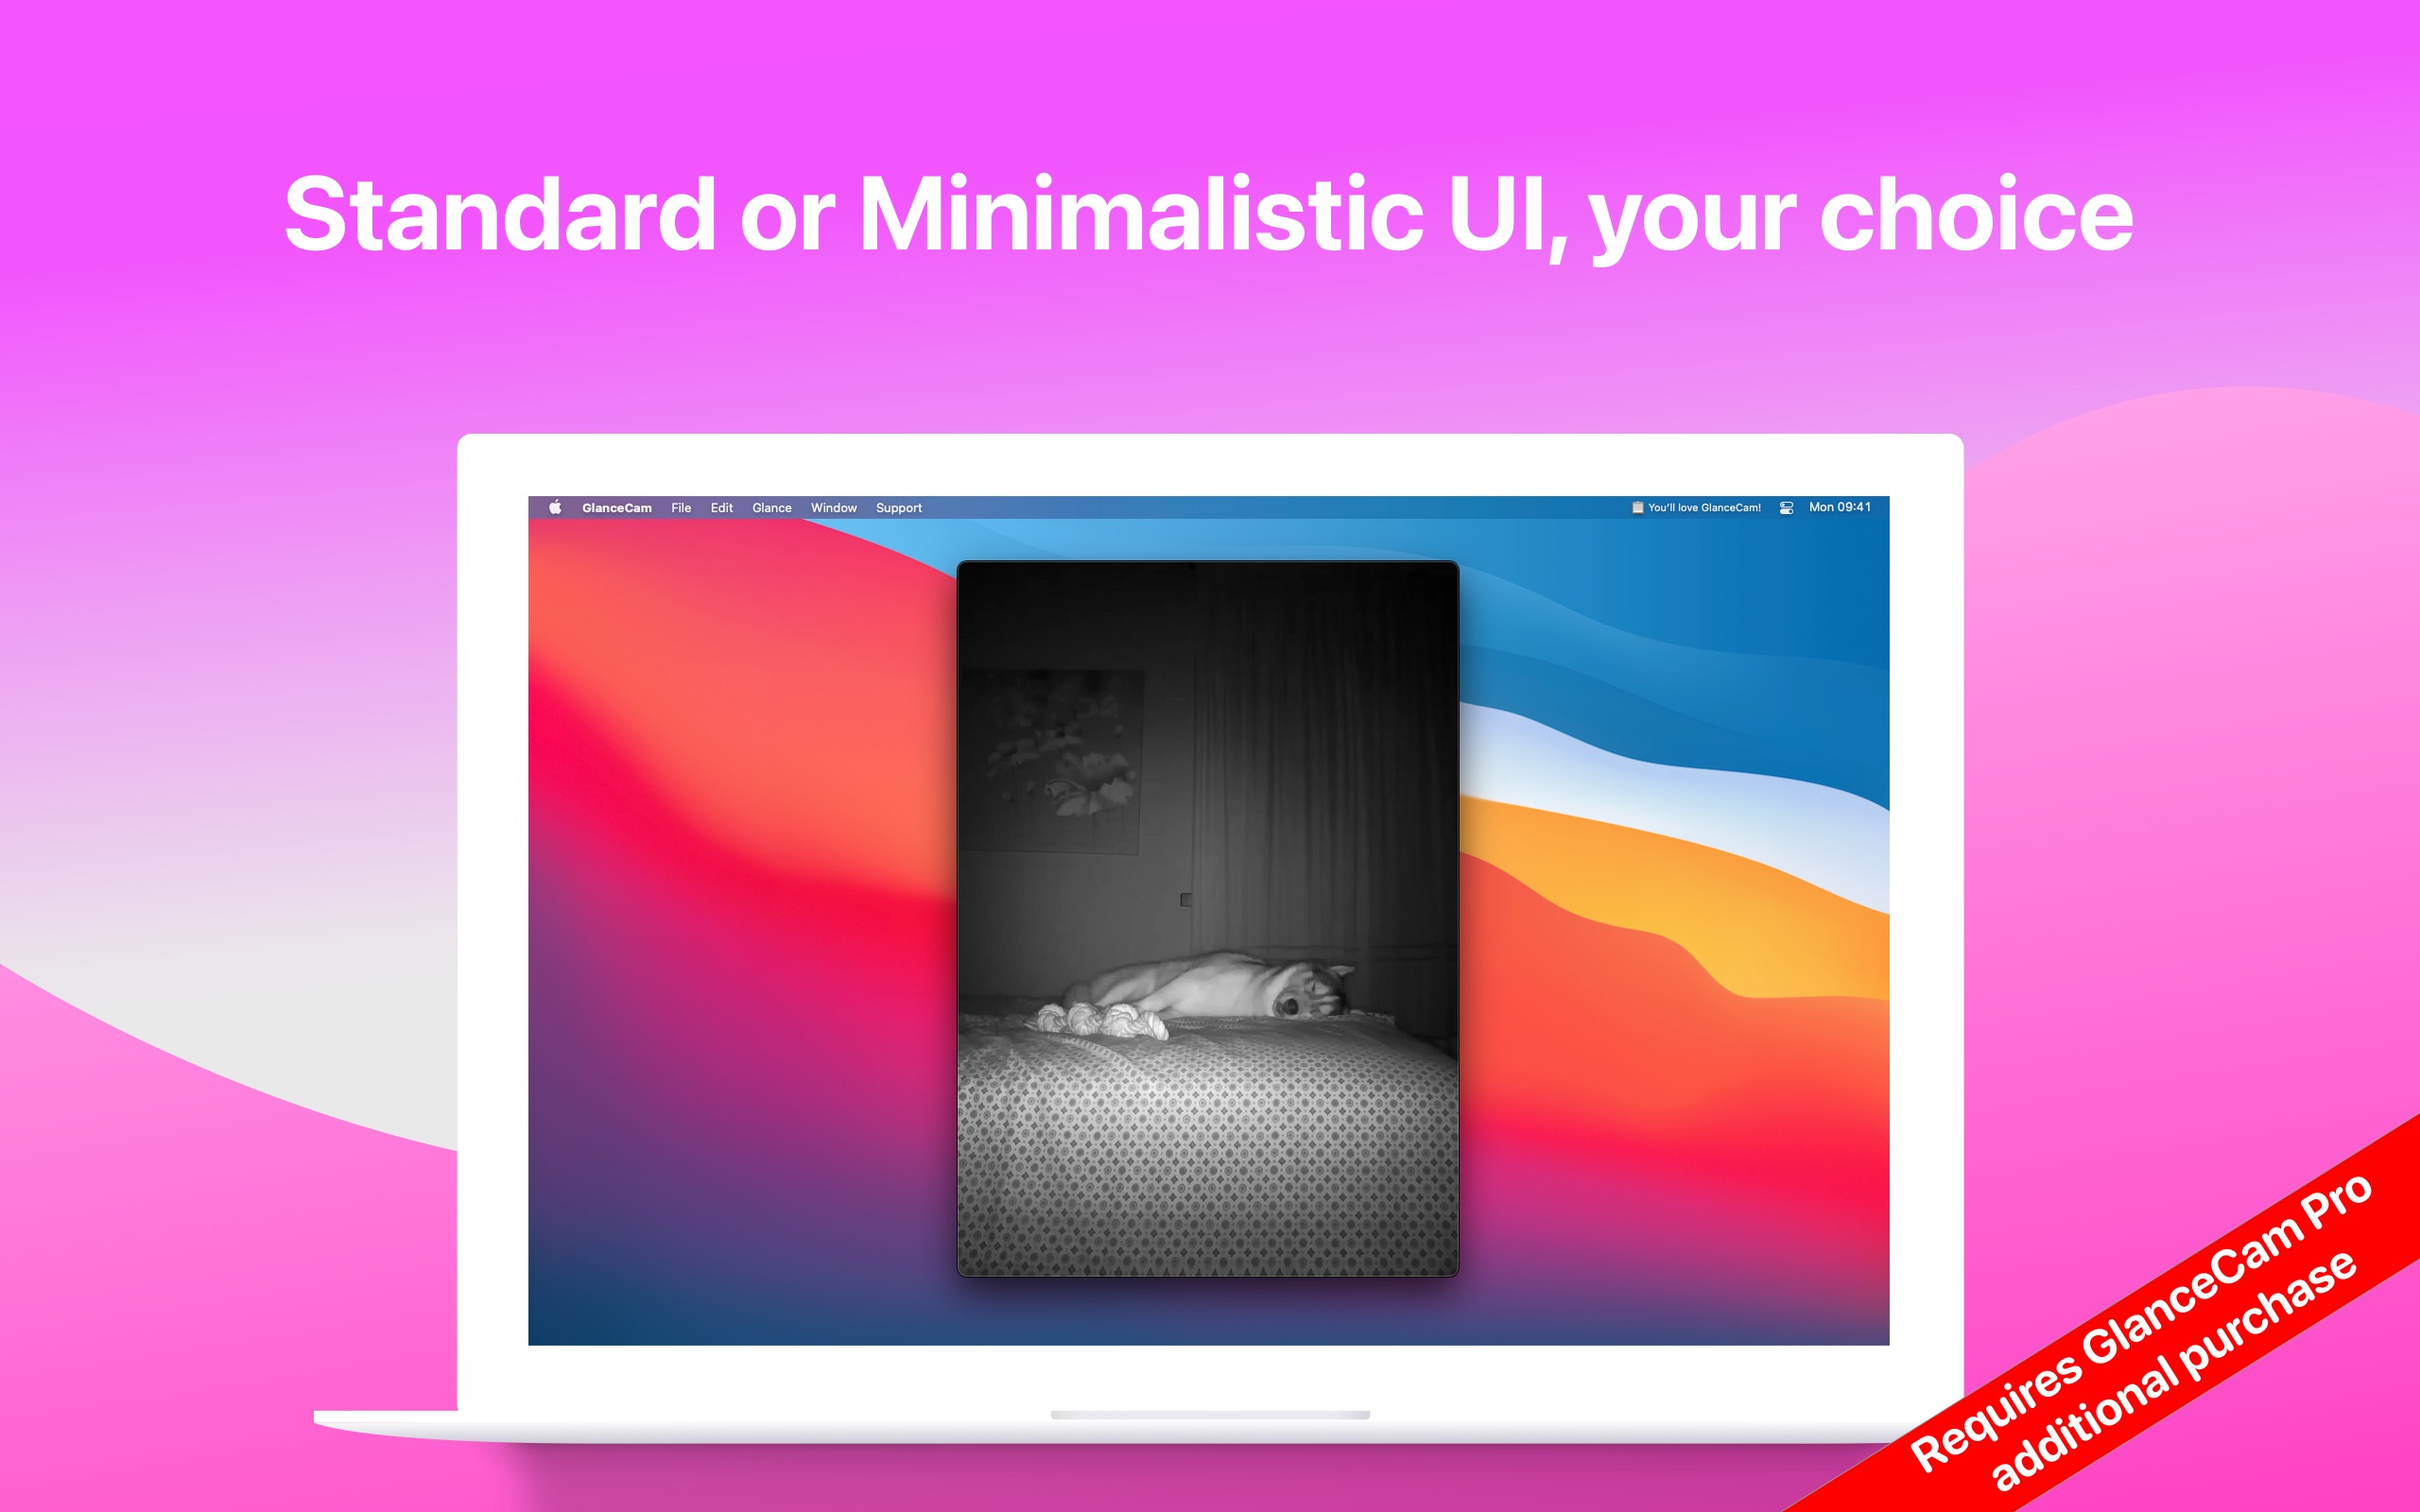 Standard or Minimalistic UI, your choice
GlanceCam File Edit Glance Window Support You'll love GlanceCam! Mon 09:41
Requires GlanceCam Pro
additional purchase